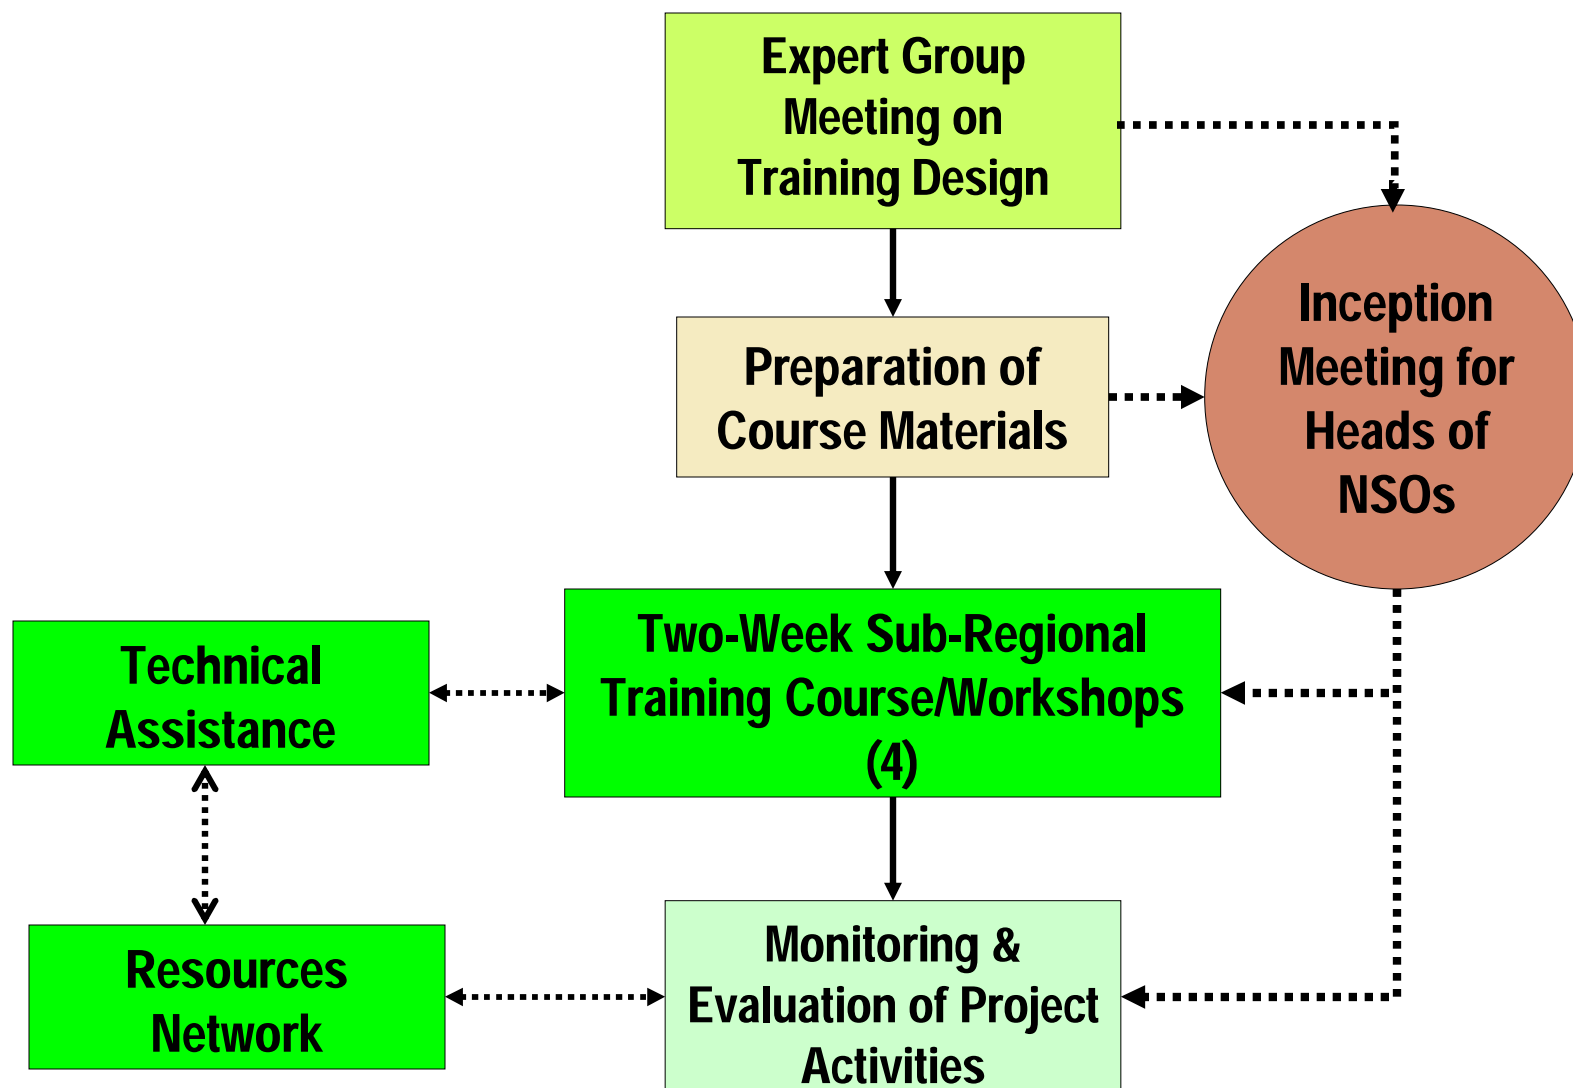 Expert Group
Meeting on
Training Design
Inception
Meeting for
Heads of
NSOs
Preparation of
Course Materials
Two-Week Sub-Regional
Training Course/Workshops
(4)
Technical
Assistance
Resources
Network
Monitoring &
Evaluation of Project
Activities